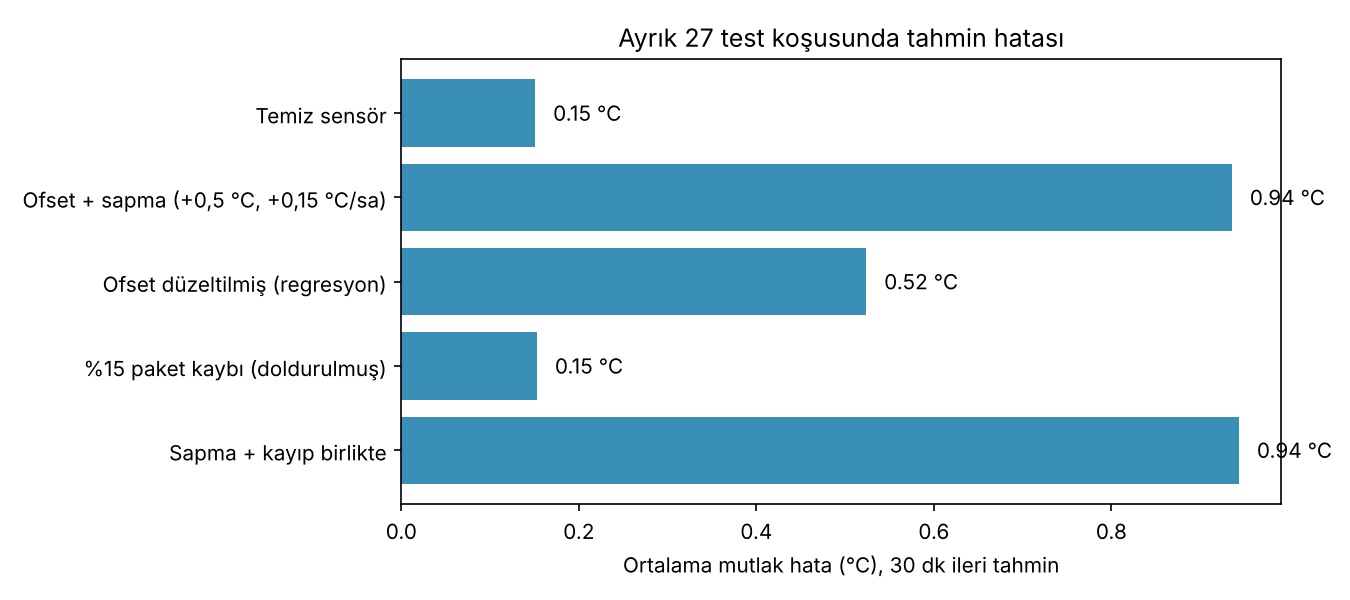 Ayrık 27 test koşusunda tahmin hatası
Temiz sensör
0.15 °C
Ofset + sapma (+0,5 °C, +0,15 °C/sa)
0.94 °C
Ofset düzeltilmiş (regresyon)
0.52 °C
%15 paket kaybı (doldurulmuş)
0.15 °C
Sapma + kayıp birlikte
0.94 °C
0.0 0.2 0.4 0.6 0.8
Ortalama mutlak hata (°C), 30 dk ileri tahmin